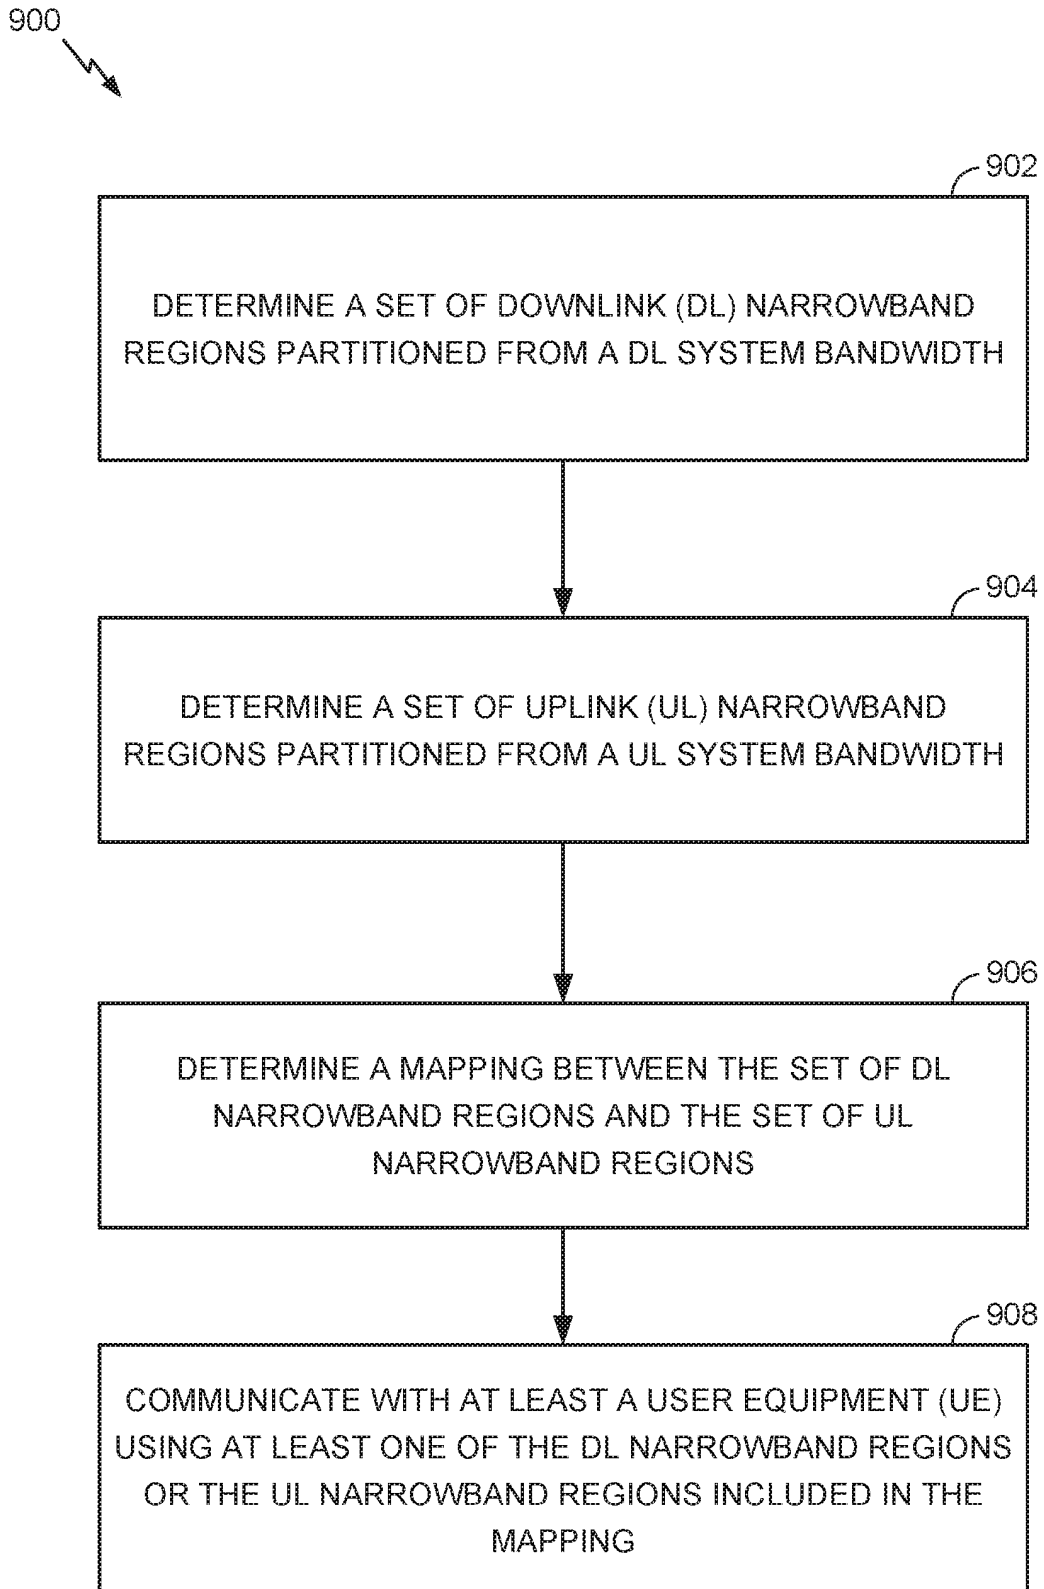 900
902
DETERMINE A SET OF DOWNLINK (DL) NARROWBAND
REGIONS PARTITIONED FROM A DL SYSTEM BANDWIDTH
904
DETERMINE A SET OF UPLINK (UL) NARROWBAND
REGIONS PARTITIONED FROM A UL SYSTEM BANDWIDTH
906
DETERMINE A MAPPING BETWEEN THE SET OF DL
NARROWBAND REGIONS AND THE SET OF UL
NARROWBAND REGIONS
908
COMMUNICATE WITH AT LEAST A USER EQUIPMENT (UE)
USING AT LEAST ONE OF THE DL NARROWBAND REGIONS
OR THE UL NARROWBAND REGIONS INCLUDED IN THE
MAPPING